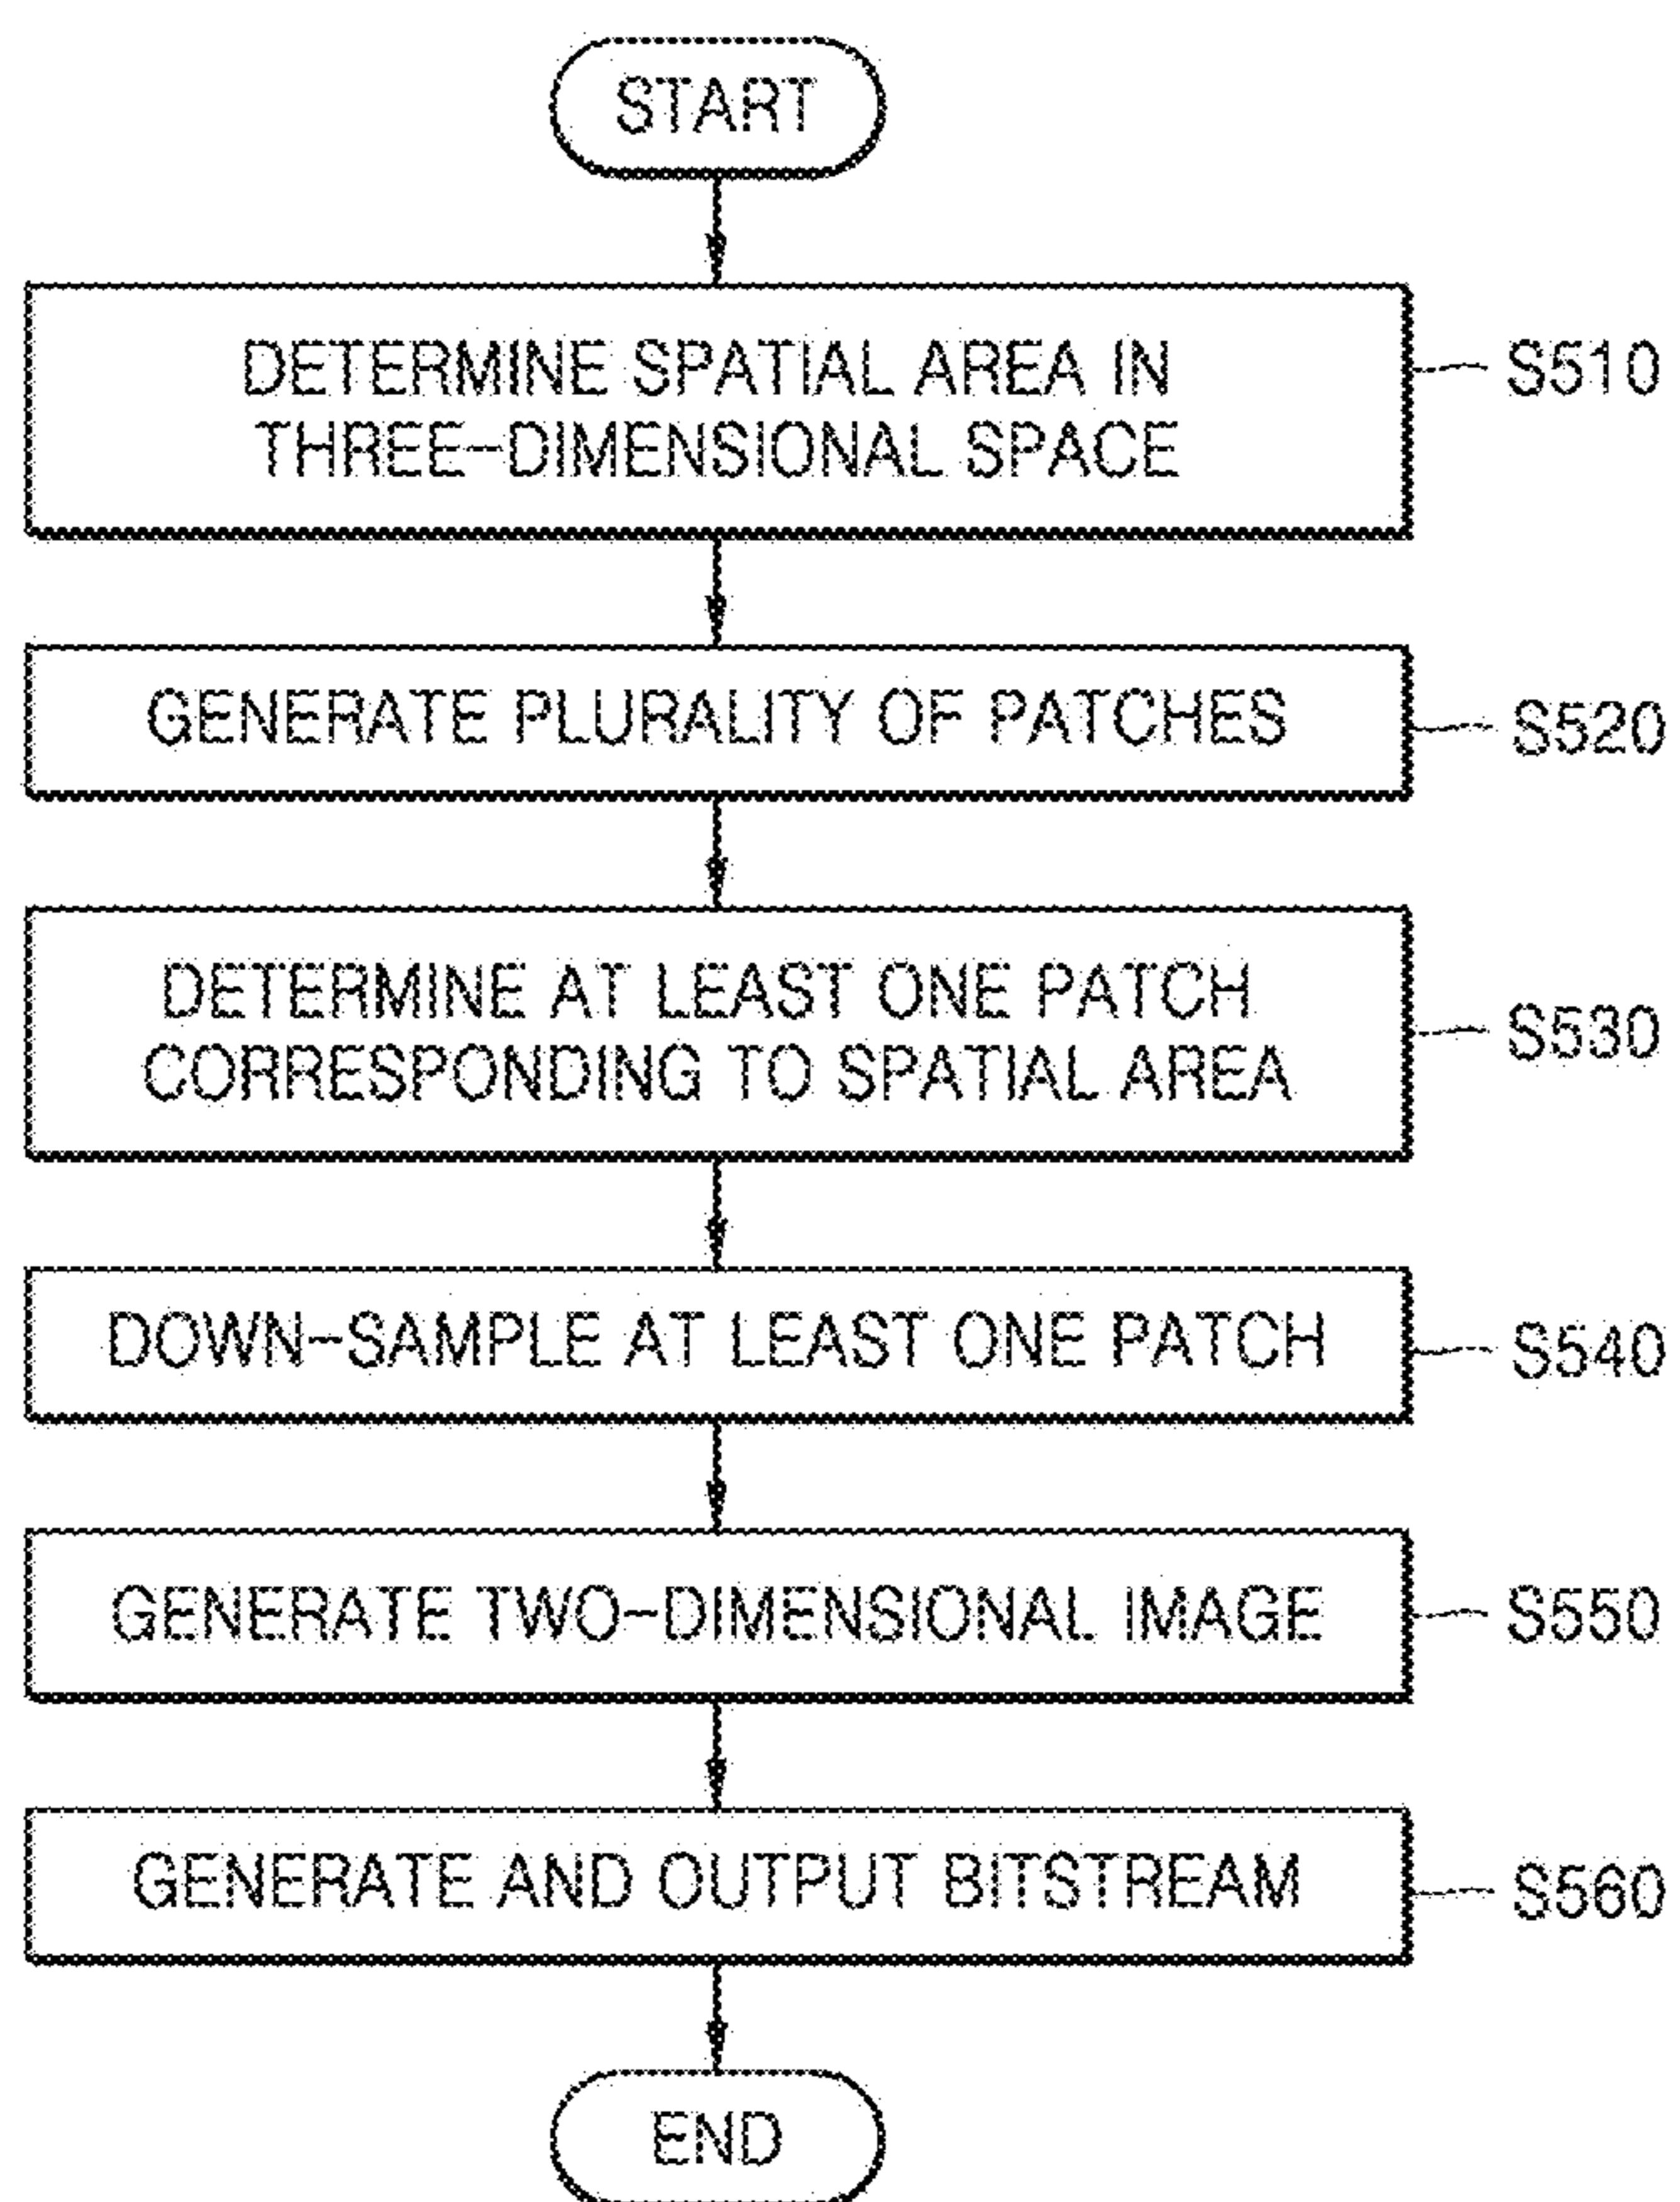 START
DETERMINE SPATIAL AREA IN
THREE-DIMENSIONAL SPACE
S510
GENERATE PLURALITY OF PATCHES
S520
DETERMINE AT LEAST ONE PATCH
CORRESPONDING TO SPATIAL AREA
S530
DOWN-SAMPLE AT LEAST ONE PATCH
S540
GENERATE TWO-DIMENSIONAL IMAGE
S550
GENERATE AND OUTPUT BITSTREAM
S560
END